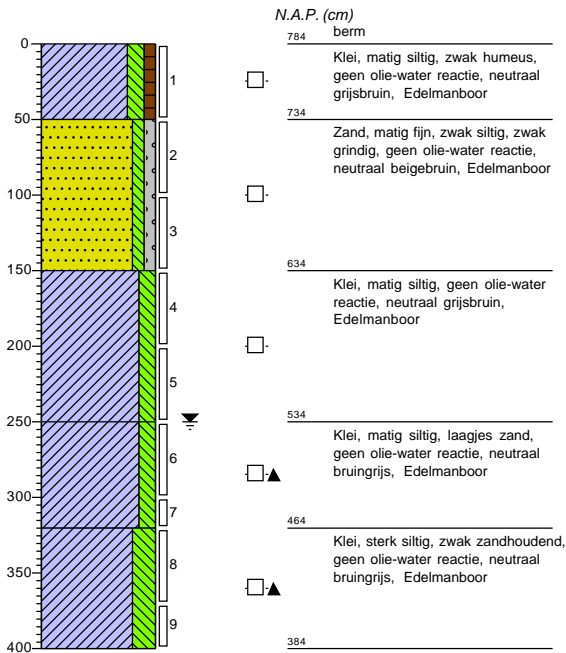 N.A.P. (cm)
784 berm
0
1
Klei, matig siltig, zwak humeus,
geen olie-water reactie, neutraal
grijsbruin, Edelmanboor
50
734
2
Zand, matig fijn, zwak siltig, zwak
grindig, geen olie-water reactie,
neutraal beigebruin, Edelmanboor
100
3
150
634
4
Klei, matig siltig, geen olie-water
reactie, neutraal grijsbruin,
Edelmanboor
200
5
250
534
6
Klei, matig siltig, laagjes zand,
geen olie-water reactie, neutraal
bruingrijs, Edelmanboor
300
7
464
8
Klei, sterk siltig, zwak zandhoudend,
geen olie-water reactie, neutraal
bruingrijs, Edelmanboor
350
9
400
384